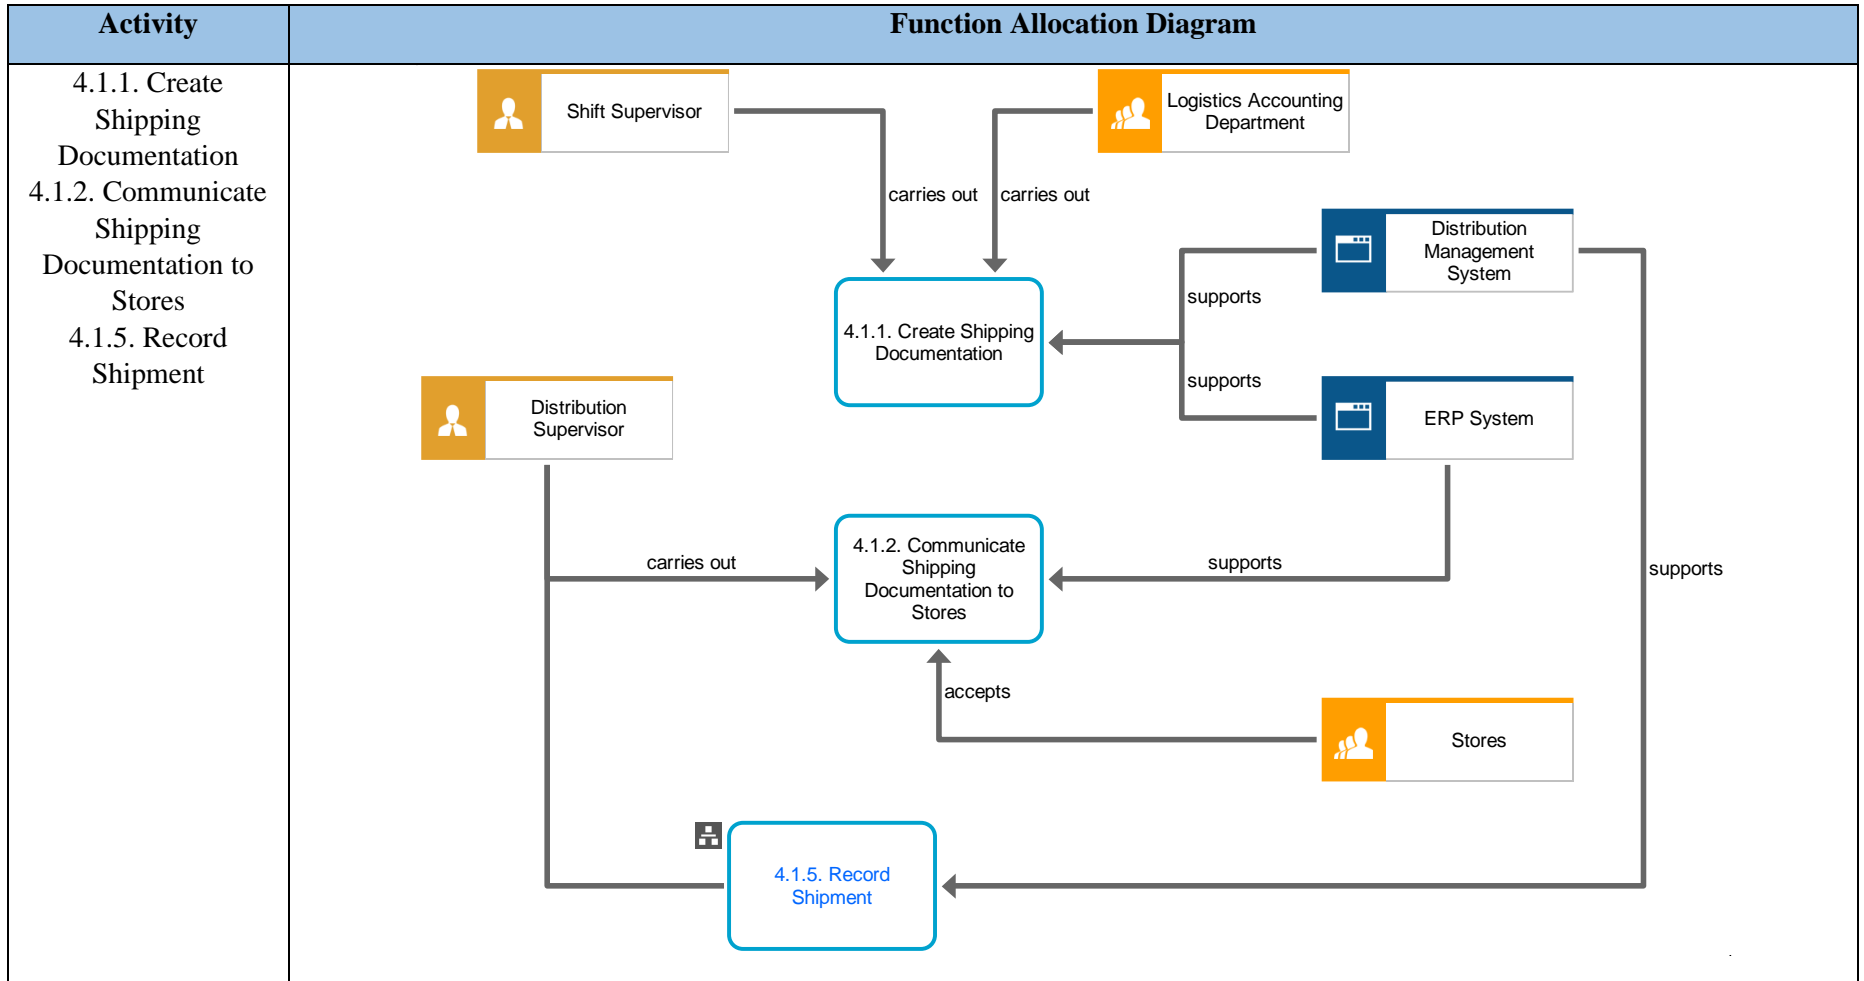 Activity
Function Allocation Diagram
4.1.1. Create
Shipping
Documentation
4.1.2. Communicate
Shipping
Documentation to
Stores
4.1.5. Record
Shipment
Shift Supervisor
Logistics Accounting
Department
carries out
carries out
Distribution
Management
System
supports
4.1.1. Create Shipping
Documentation
supports
Distribution
Supervisor
ERP System
4.1.2. Communicate
Shipping
Documentation to
Stores
carries out
supports
supports
accepts
Stores
4.1.5. Record
Shipment